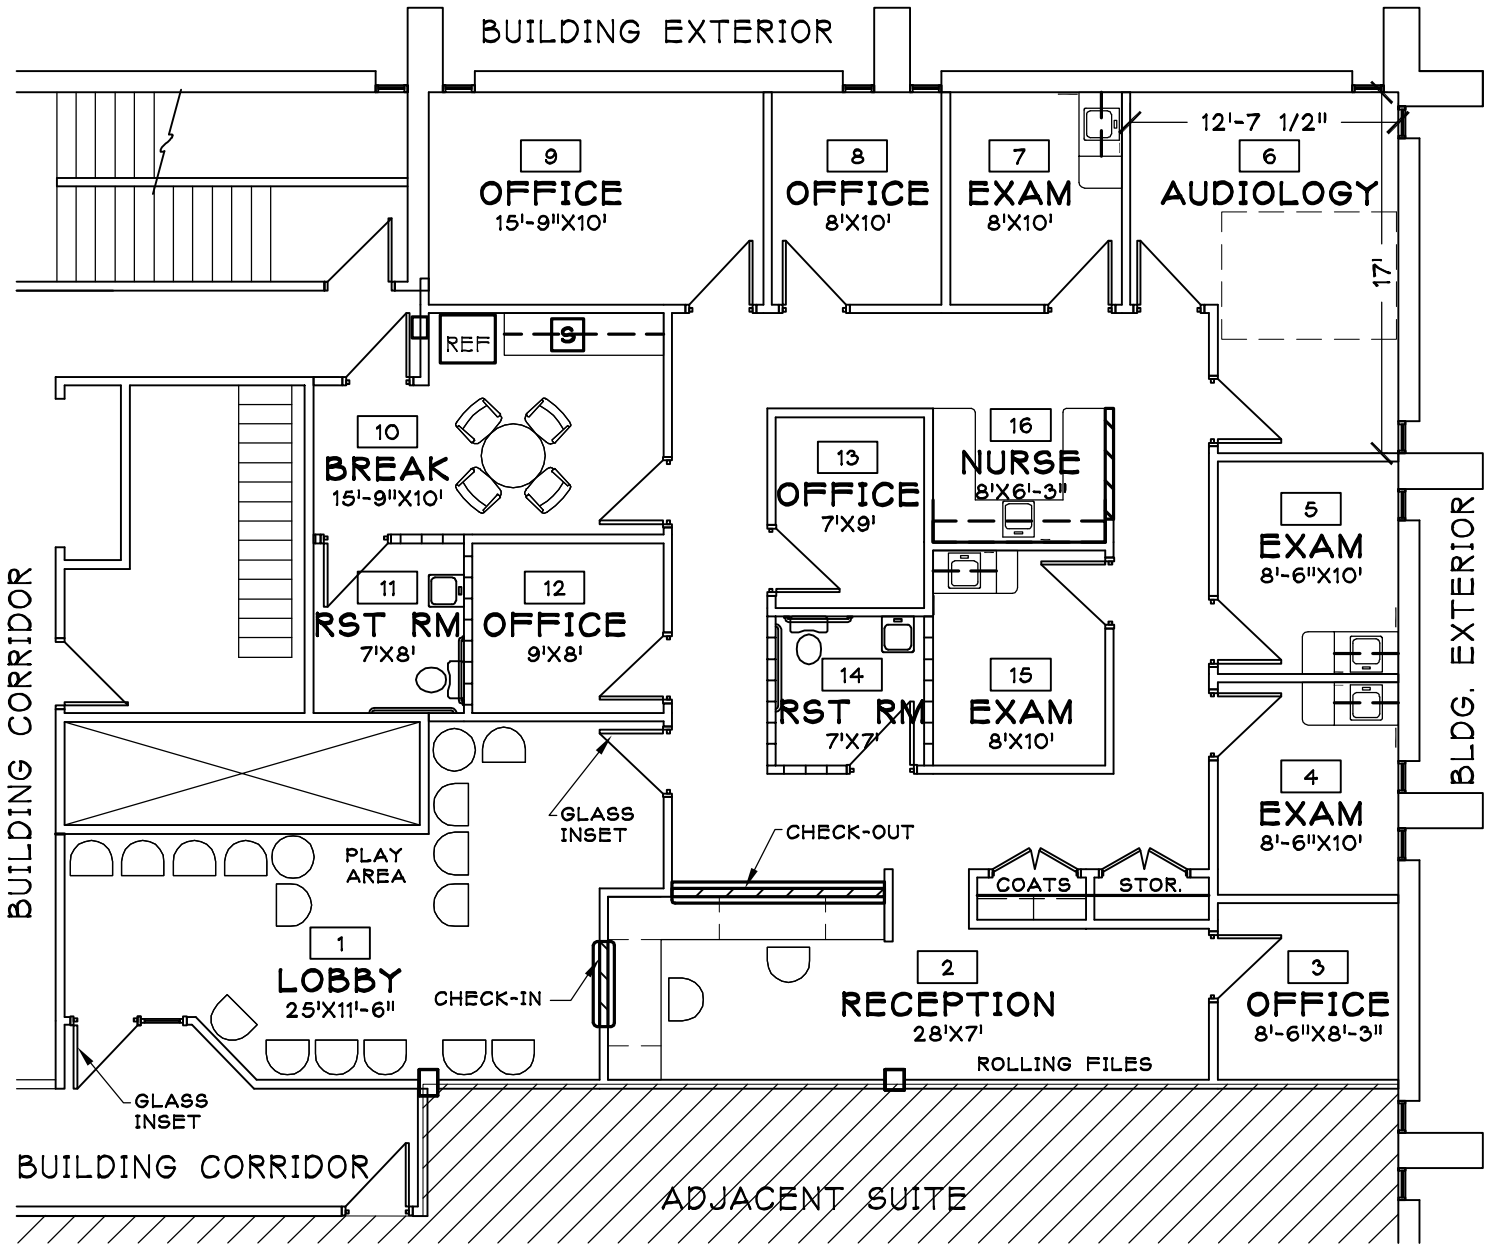 BUILDING EXTERIOR
9
OFFICE
15'-9"X10'
8
OFFICE
8'X10'
7
EXAM
8'X10'
12'-7 1/2"
6
AUDIOLOGY
17'
REF
S
10
BREAK
15'-9"X10'
11
RST RM
7'X8'
12
OFFICE
9'X8'
13
OFFICE
7'X9'
16
NURSE
8'X6'-3"
14
RST RM
7'X7'
15
EXAM
8'X10'
5
EXAM
8'-6"X10'
4
EXAM
8'-6"X10'
BLDG. EXTERIOR
BUILDING CORRIDOR
GLASS
INSET
CHECK-OUT
PLAY
AREA
COATS
STOR.
1
LOBBY
25'X11'-6"
CHECK-IN
2
RECEPTION
28'X7'
ROLLING FILES
3
OFFICE
8'-6"X8'-3"
GLASS
INSET
BUILDING CORRIDOR
ADJACENT SUITE